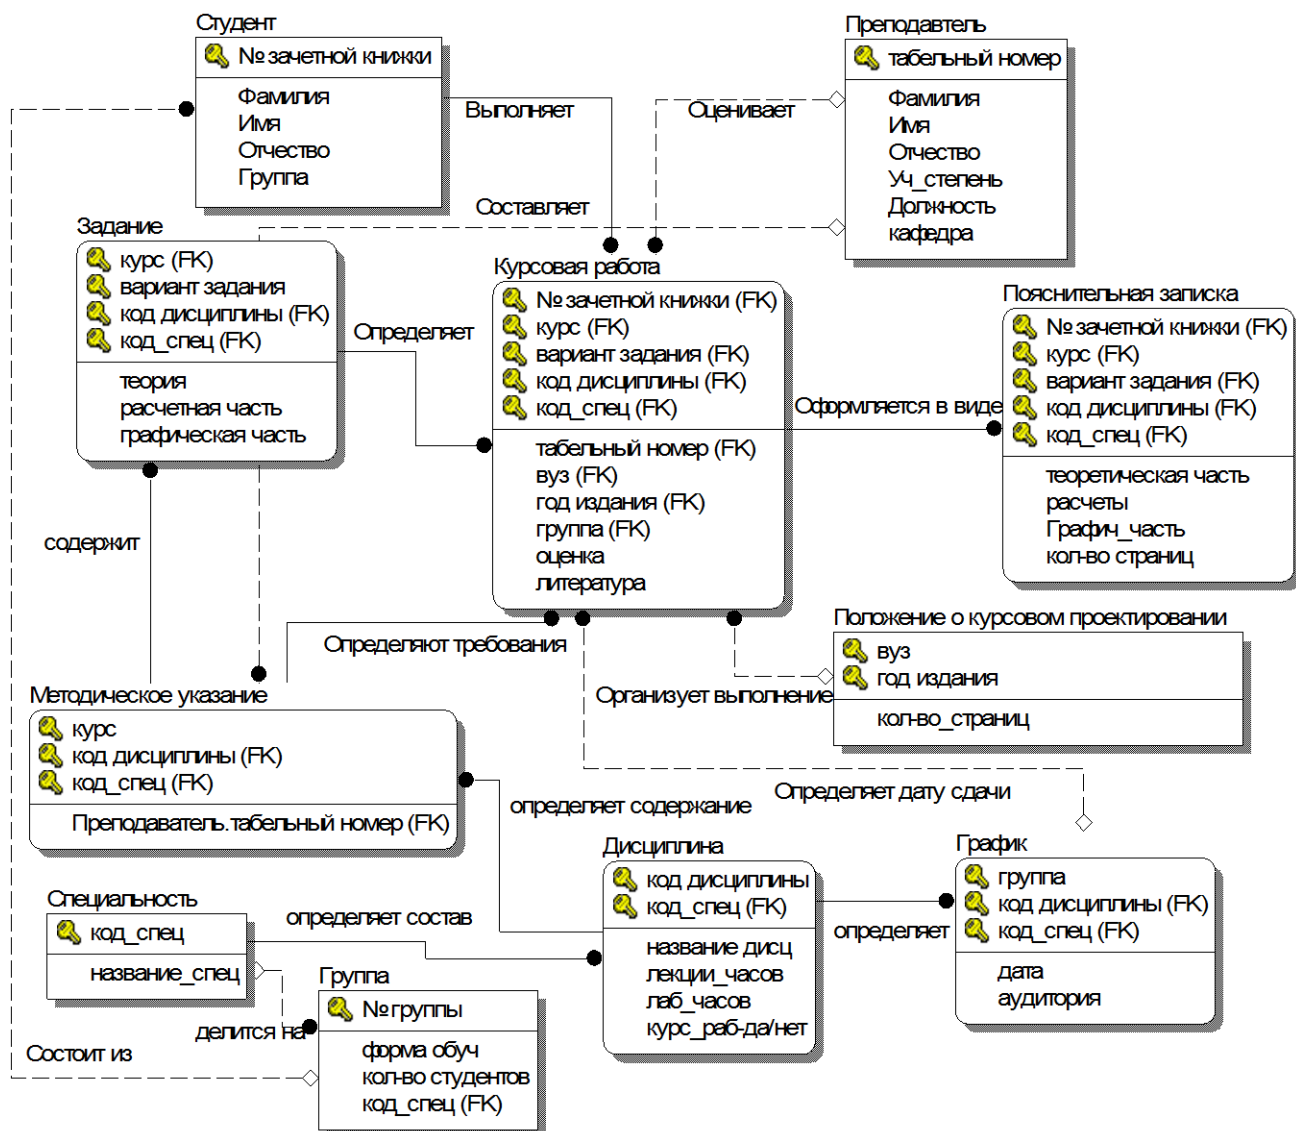 Студент
№ зачетной книжки
Фамилия
Имя
Отчество
Группа
Выполняет
Оценивает
Преподавтель
табельный номер
Фамилия
Имя
Отчество
Уч_степень
Должность
кафедра
Составляет
Задание
курс (FK)
вариант задания
код дисциплины (FK)
код_спец (FK)
теория
расчетная часть
графическая часть
Определяет
Курсовая работа
№ зачетной книжки (FK)
курс (FK)
вариант задания (FK)
код дисциплины (FK)
код_спец (FK)
табельный номер (FK)
вуз (FK)
год издания (FK)
группа (FK)
оценка
литература
Оформляется в виде
Пояснительная записка
№ зачетной книжки (FK)
курс (FK)
вариант задания (FK)
код дисциплины (FK)
код_спец (FK)
теоретическая часть
расчеты
Графич_часть
кол-во страниц
содержит
Определяют требования
Положение о курсовом проектировании
вуз
год издания
кол-во_страниц
Организует выполнение
Методическое указание
курс
код дисциплины (FK)
код_спец (FK)
Преподаватель.табельный номер (FK)
определяет содержание
Определяет дату сдачи
Дисциплина
код дисциплины
код_спец (FK)
название дисц
лекции_часов
лаб_часов
курс_раб-да/нет
определяет
График
группа
код дисциплины (FK)
код_спец (FK)
дата
аудитория
Специальность
код_спец
название_спец
определяет состав
Группа
№ группы
форма обуч
кол-во студентов
код_спец (FK)
делится на
Состоит из